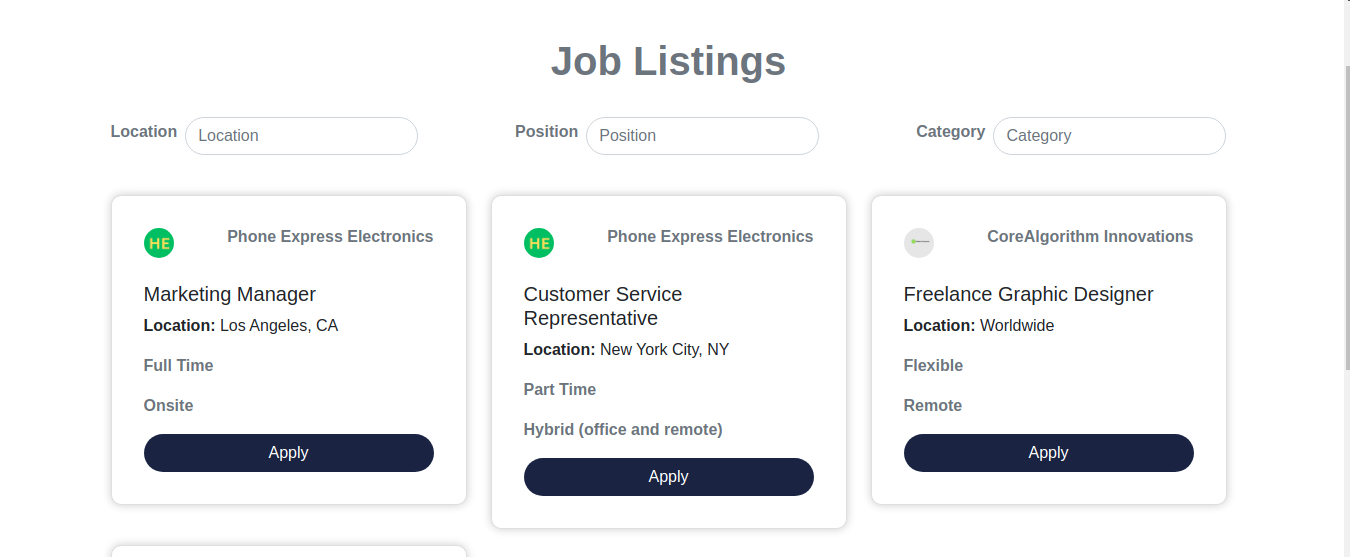 Job Listings
Location Location Position Position Category Category
HE Phone Express Electronics
Marketing Manager
Location: Los Angeles, CA
Full Time
Onsite
Apply
HE Phone Express Electronics
Customer Service
Representative
Location: New York City, NY
Part Time
Hybrid (office and remote)
Apply
CoreAlgorithm Innovations
Freelance Graphic Designer
Location: Worldwide
Flexible
Remote
Apply